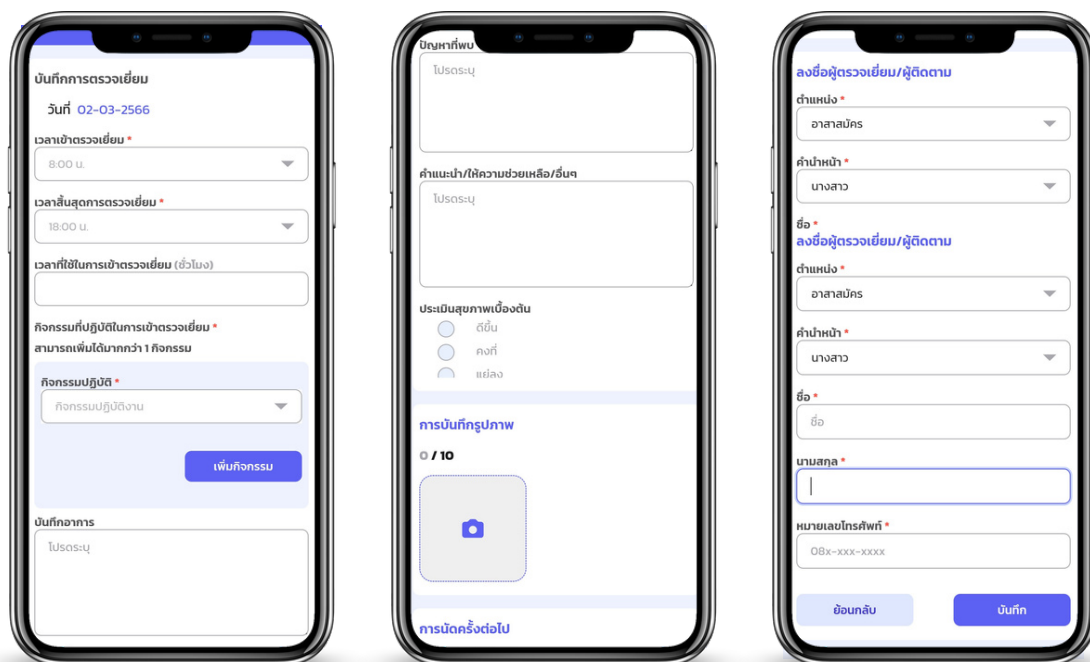 บันทึกการตรวจเยี่ยม
วันที่ 02-03-2566
เวลาเข้าตรวจเยี่ยม *
8:00 น.
เวลาสิ้นสุดการตรวจเยี่ยม *
18:00 น.
เวลาที่ใช้ในการเข้าตรวจเยี่ยม (ชั่วโมง)
กิจกรรมที่ปฏิบัติในการเข้าตรวจเยี่ยม *
สามารถเพิ่มได้มากกว่า 1 กิจกรรม
กิจกรรมปฏิบัติ *
กิจกรรมปฏิบัติงาน
เพิ่มกิจกรรม
บันทึกอาการ
โปรดระบุ
ปัญหาที่พบ
โปรดระบุ
คำแนะนำ/ให้ความช่วยเหลือ/อื่นๆ
โปรดระบุ
ประเมินสุขภาพเบื้องต้น
ดีขึ้น
คงที่
แย่ลง
การบันทึกรูปภาพ
0 / 10
การนัดครั้งต่อไป
ลงชื่อผู้ตรวจเยี่ยม/ผู้ติดตาม
ตำแหน่ง *
อาสาสมัคร
คำนำหน้า *
นางสาว
ชื่อ *
ลงชื่อผู้ตรวจเยี่ยม/ผู้ติดตาม
ตำแหน่ง *
อาสาสมัคร
คำนำหน้า *
นางสาว
ชื่อ *
ชื่อ
นามสกุล *
หมายเลขโทรศัพท์ *
08x-xxx-xxxx
ย้อนกลับ
บันทึก